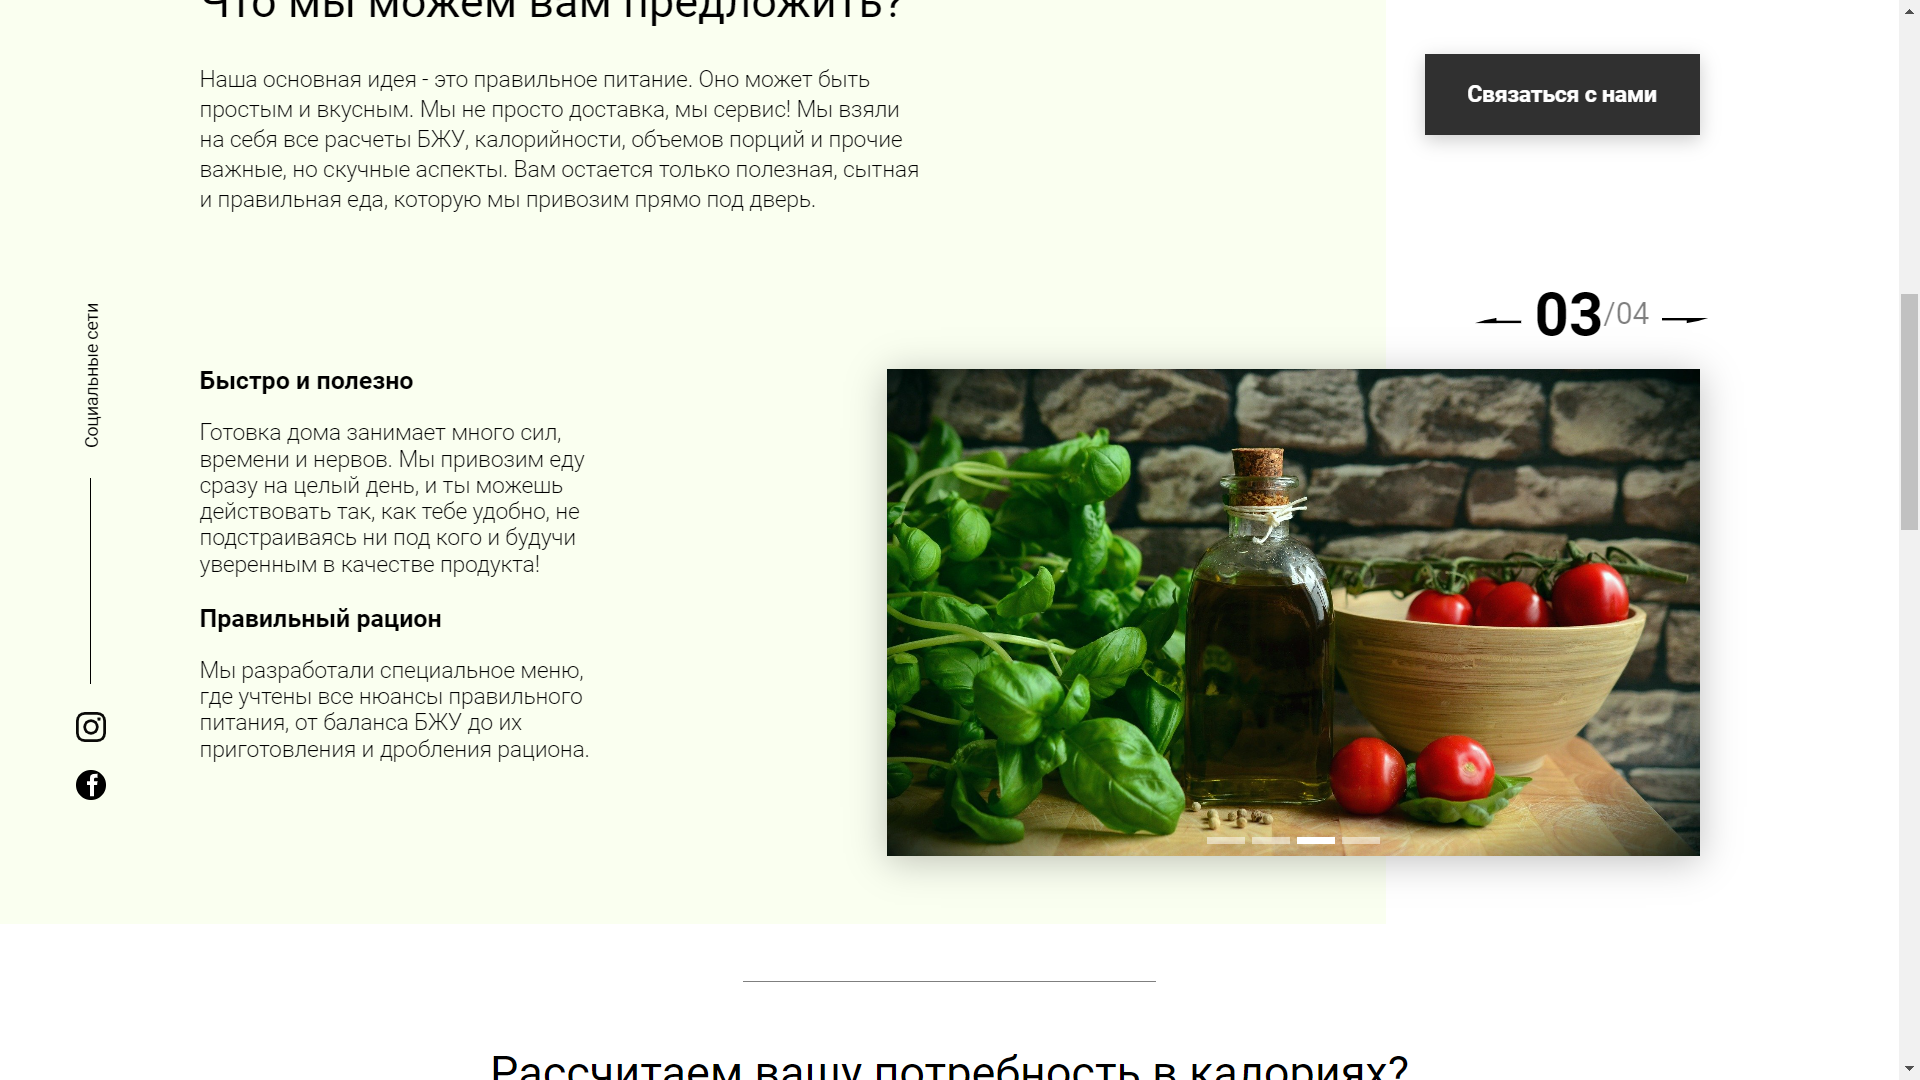 Что мы можем вам предложить?
Наша основная идея - это правильное питание. Оно может быть
простым и вкусным. Мы не просто доставка, мы сервис! Мы взяли
на себя все расчеты БЖУ, калорийности, объемов порций и прочие
важные, но скучные аспекты. Вам остается только полезная, сытная
и правильная еда, которую мы привозим прямо под дверь.
Связаться с нами
03/04
Социальные сети
Быстро и полезно
Готовка дома занимает много сил,
времени и нервов. Мы привозим еду
сразу на целый день, и ты можешь
действовать так, как тебе удобно, не
подстраиваясь ни под кого и будучи
уверенным в качестве продукта!
Правильный рацион
Мы разработали специальное меню,
где учтены все нюансы правильного
питания, от баланса БЖУ до их
приготовления и дробления рациона.
Рассчитаем вашу потребность в калориях?